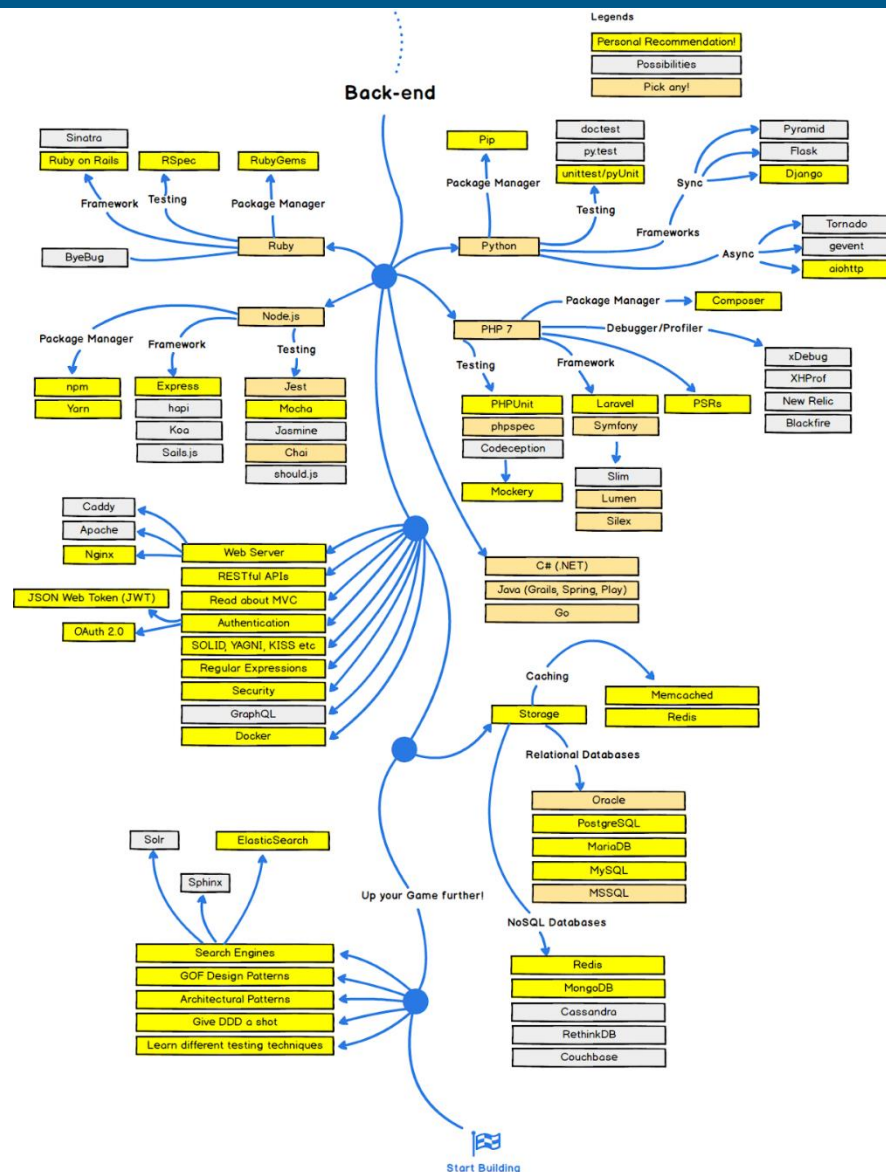 Legends
Personal Recommendation!
Possibilities
Pick any!
Back-end
Sinatra
Ruby on Rails
RSpec
RubyGems
Framework
Testing
Package Manager
Ruby
ByeBug
Pip
Package Manager
doctest
py.test
unittest/pyUnit
Testing
Python
Frameworks
Sync
Pyramid
Flask
Django
Async
Tornado
gevent
aiohttp
Node.js
Package Manager
npm
Yarn
Framework
Express
hapi
Koa
Sails.js
Testing
Jest
Mocha
Jasmine
Chai
should.js
PHP 7
Package Manager
Composer
Debugger/Profiler
xDebug
XHProf
New Relic
Blackfire
Testing
PHPUnit
phpspec
Codeception
Mockery
Framework
Laravel
Symfony
Slim
Lumen
Silex
PSRs
C# (.NET)
Java (Grails, Spring, Play)
Go
Caddy
Apache
Nginx
Web Server
RESTful APIs
Read about MVC
JSON Web Token (JWT)
OAuth 2.0
Authentication
SOLID, YAGNI, KISS etc
Regular Expressions
Security
GraphQL
Docker
Storage
Caching
Memcached
Redis
Relational Databases
Oracle
PostgreSQL
MariaDB
MySQL
MSSQL
NoSQL Databases
Redis
MongoDB
Cassandra
RethinkDB
Couchbase
Up your Game further!
Solr
Sphinx
ElasticSearch
Search Engines
GOF Design Patterns
Architectural Patterns
Give DDD a shot
Learn different testing techniques
Start Building